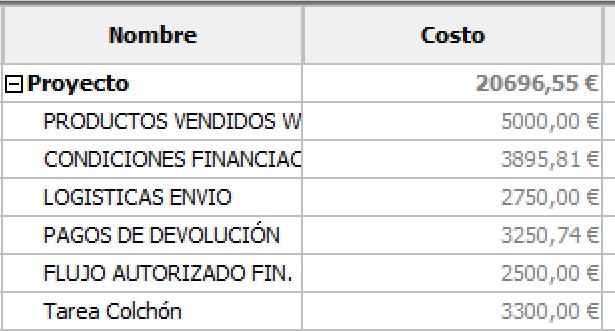 Nombre Costo
Proyecto 20696,55 €
PRODUCTOS VENDIDOS W 5000,00 €
CONDICIONES FINANCIAC 3895,81 €
LOGISTICAS ENVIO 2750,00 €
PAGOS DE DEVOLUCIÓN 3250,74 €
FLUJO AUTORIZADO FIN. 2500,00 €
Tarea Colchón 3300,00 €